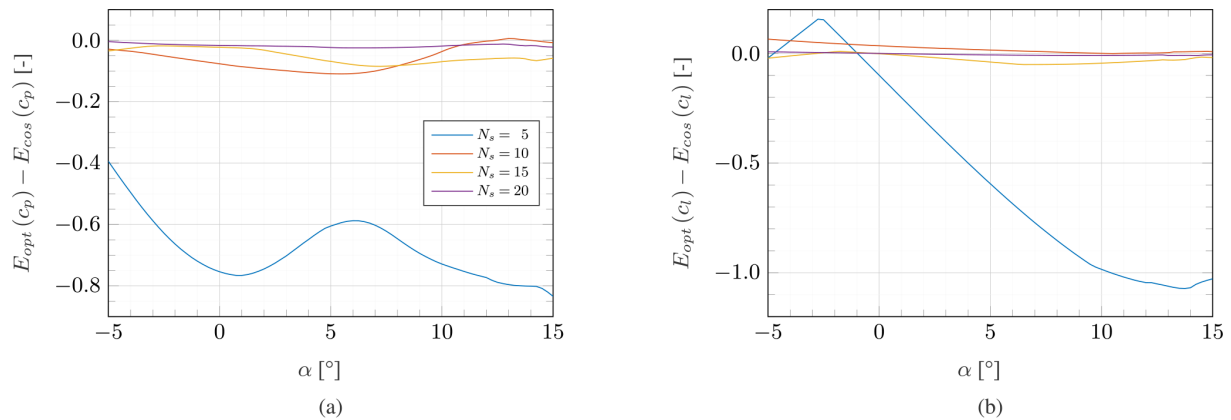 0.0
−0.2
−0.4
−0.6
−0.8
E_opt (c_p) − E_cos (c_p) [-]
N_s = 5
N_s = 10
N_s = 15
N_s = 20
−5 0 5 10 15
α [°]
(a)
0.0
−0.5
−1.0
E_opt (c_l) − E_cos (c_l) [-]
−5 0 5 10 15
α [°]
(b)